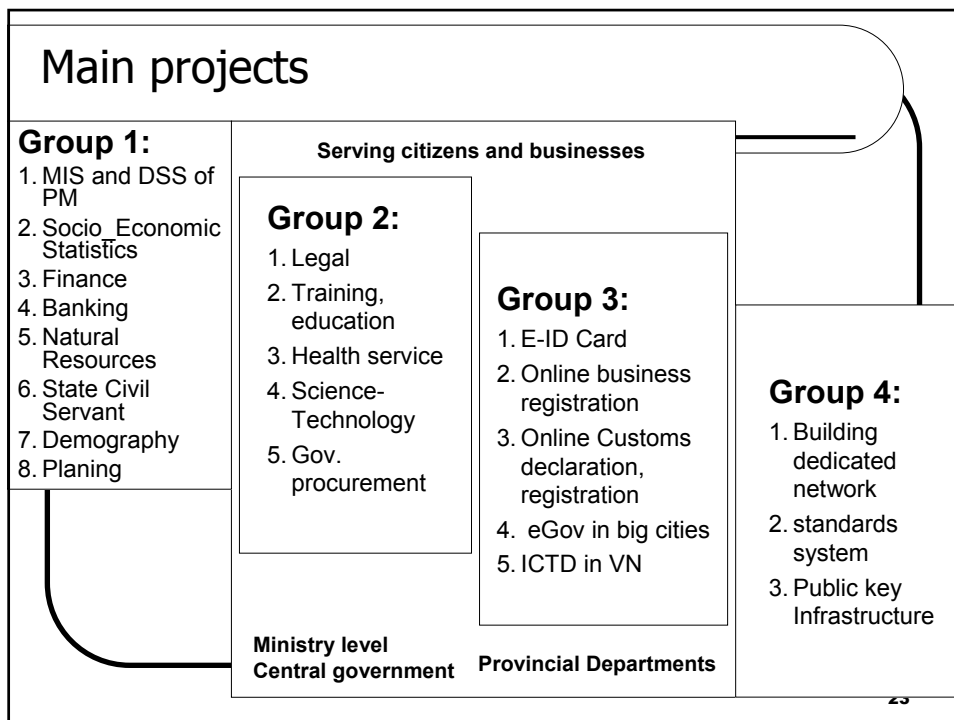 Main projects
Group 1:
1. MIS and DSS of
PM
2. Socio_Economic
Statistics
3. Finance
4. Banking
5. Natural
Resources
6. State Civil
Servant
7. Demography
8. Planing
Serving citizens and businesses
Group 2:
1. Legal
2. Training,
education
3. Health service
4. Science-
Technology
5. Gov.
procurement
Ministry level
Central government
Group 3:
1. E-ID Card
2. Online business
registration
3. Online Customs
declaration,
registration
4. eGov in big cities
5. ICTD in VN
Provincial Departments
Group 4:
1. Building
dedicated
network
2. standards
system
3. Public key
Infrastructure
23